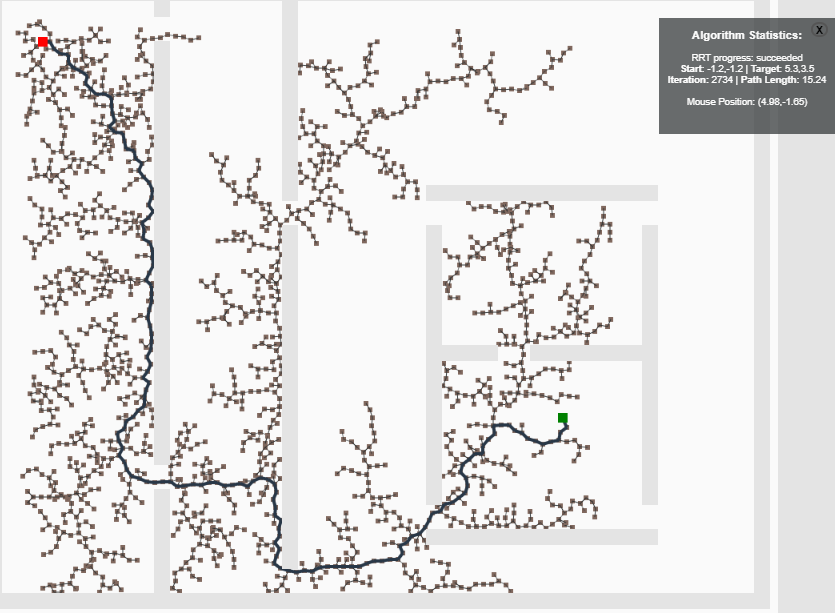 Algorithm Statistics:
X
RRT progress: succeeded
Start: -1.2,-1.2 | Target: 5.3,3.5
Iteration: 2734 | Path Length: 15.24
Mouse Position: (4.98,-1.65)